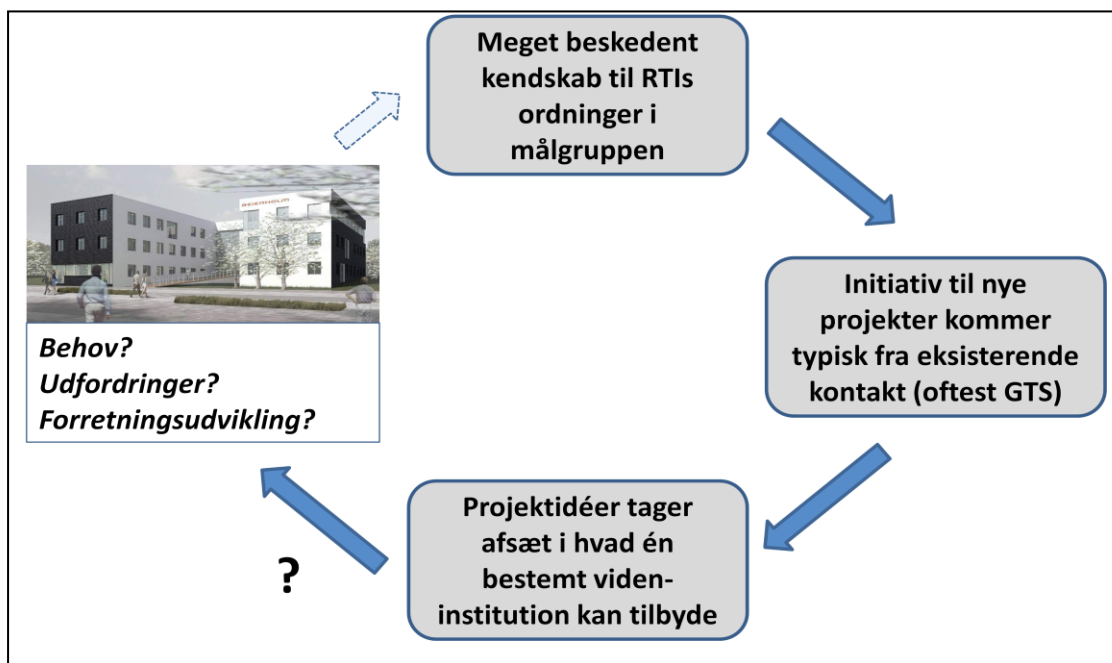 Meget beskedent
kendskab til RTIs
ordninger i
målgruppen
Initiativ til nye
projekter kommer
typisk fra eksisterende
kontakt (oftest GTS)
Behov?
Udfordringer?
Forretningsudvikling?
Projektidéer tager
afsæt i hvad én
bestemt viden-
institution kan tilbyde
?